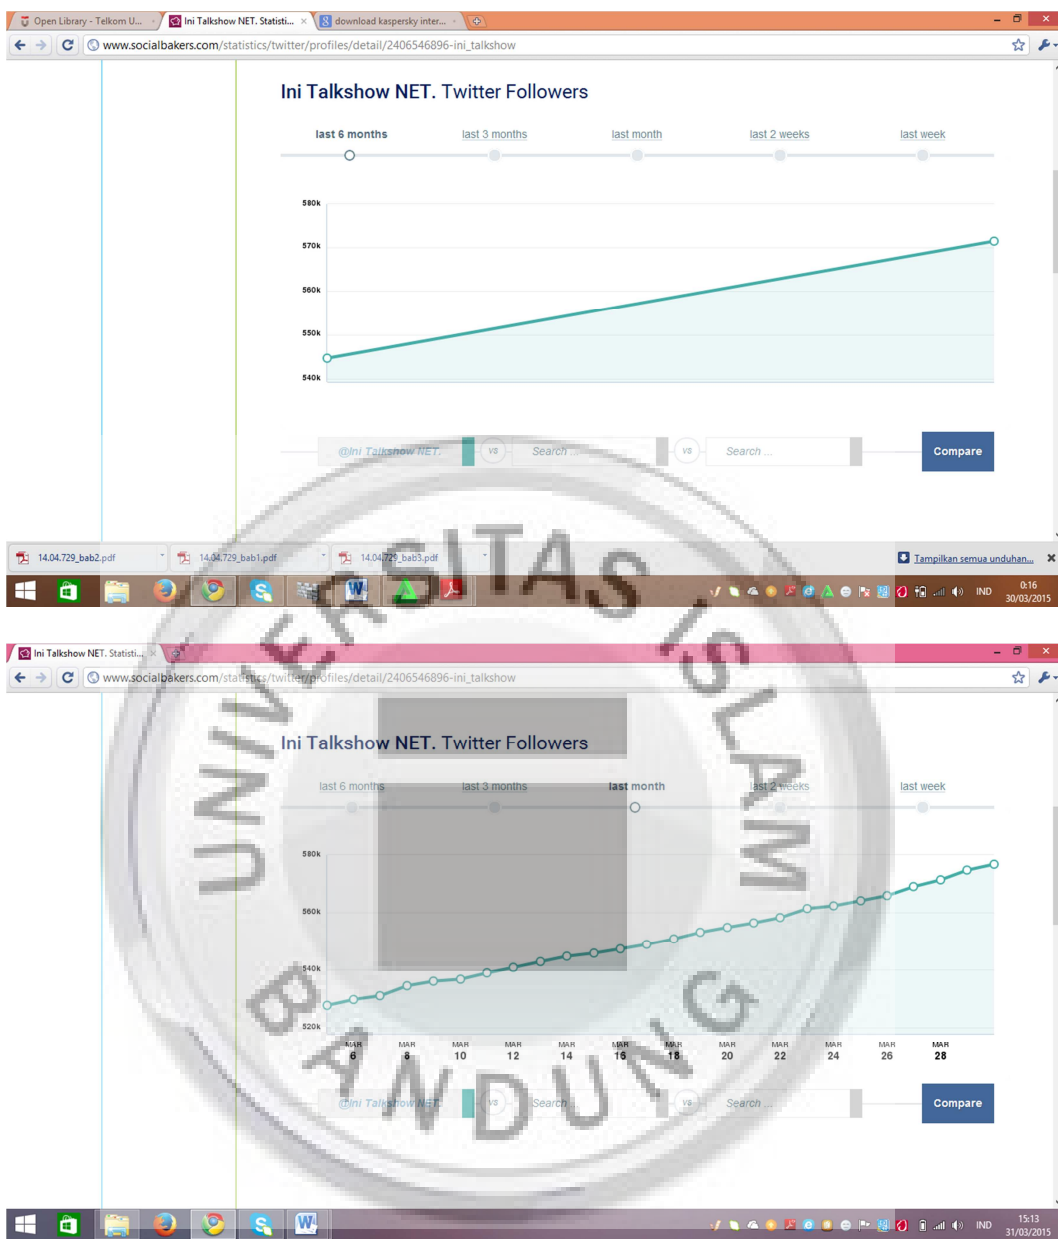 Open Library - Telkom U... Ini Talkshow NET. Statisti... download kaspersky inter...
www.socialbakers.com/statistics/twitter/profiles/detail/2406546896-ini_talkshow
Ini Talkshow NET. Twitter Followers
last 6 months last 3 months last month last 2 weeks last week
580k
570k
560k
550k
540k
@Ini Talkshow NET. VS Search ... VS Search ... Compare
14.04.729_bab2.pdf 14.04.729_bab1.pdf 14.04.729_bab3.pdf Tampilkan semua unduhan...
IND 0:16
30/03/2015
Ini Talkshow NET. Statisti...
www.socialbakers.com/statistics/twitter/profiles/detail/2406546896-ini_talkshow
Ini Talkshow NET. Twitter Followers
last 6 months last 3 months last month last 2 weeks last week
580k
560k
540k
520k
MAR MAR MAR MAR MAR MAR MAR MAR MAR MAR MAR MAR
6 8 10 12 14 16 18 20 22 24 26 28
@Ini Talkshow NET. VS Search ... VS Search ... Compare
IND 15:13
31/03/2015
UNIVERSITAS ISLAM
BANDUNG